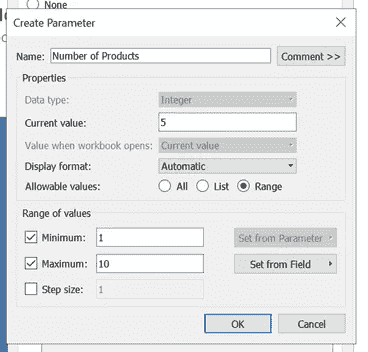 None
Create Parameter
Name: Number of Products Comment >>
Properties
Data type: Integer
Current value: 5
Value when workbook opens: Current value
Display format: Automatic
Allowable values: All List Range
Range of values
Minimum: 1 Set from Parameter
Maximum: 10 Set from Field
Step size: 1
OK Cancel